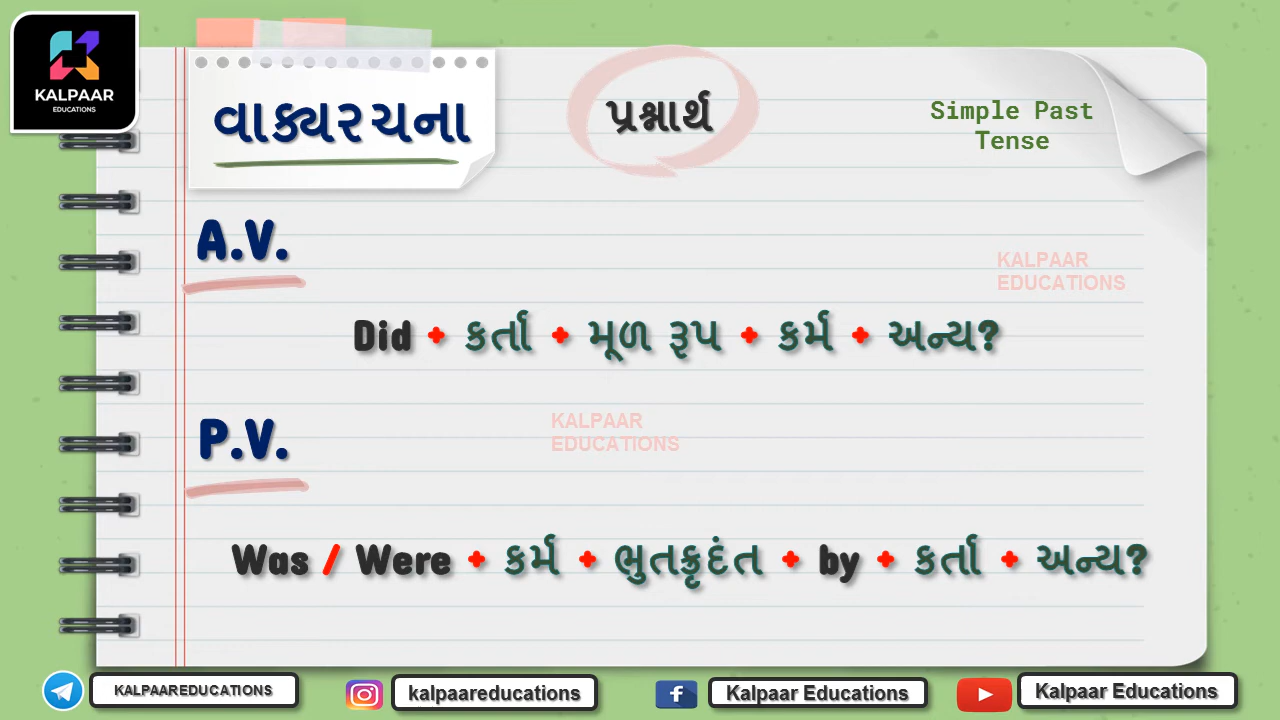 KALPAAR
EDUCATIONS
વાક્યરચના
પ્રશ્નાર્થ
Simple Past
Tense
A.V.
KALPAAR
EDUCATIONS
Did + કર્તા + મૂળ રૂપ + કર્મ + અન્ય?
KALPAAR
EDUCATIONS
P.V.
Was / Were + કર્મ + ભુતકૃદંત + by + કર્તા + અન્ય?
KALPAAREDUCATIONS
kalpaareducations
Kalpaar Educations
Kalpaar Educations